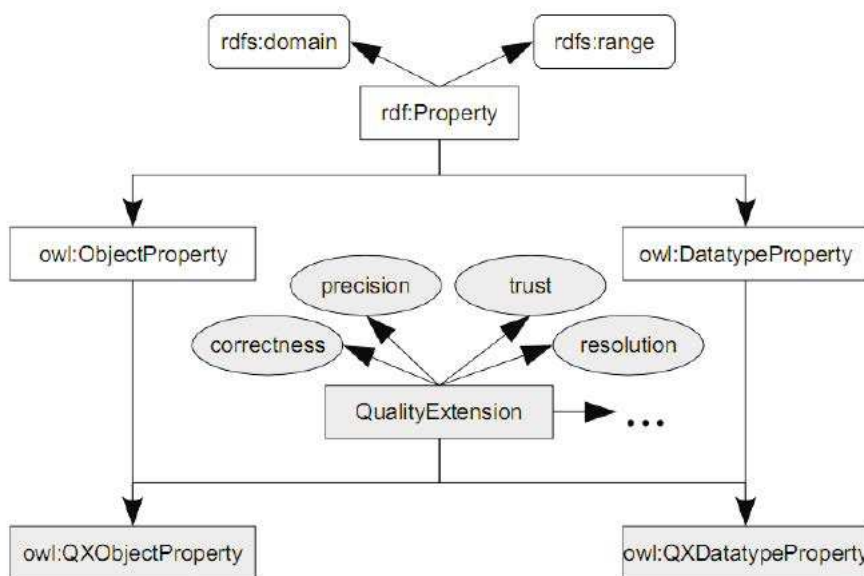 rdfs:domain
rdfs:range
rdf:Property
owl:ObjectProperty
owl:DatatypeProperty
precision
trust
correctness
resolution
QualityExtension
...
owl:QXObjectProperty
owl:QXDatatypeProperty